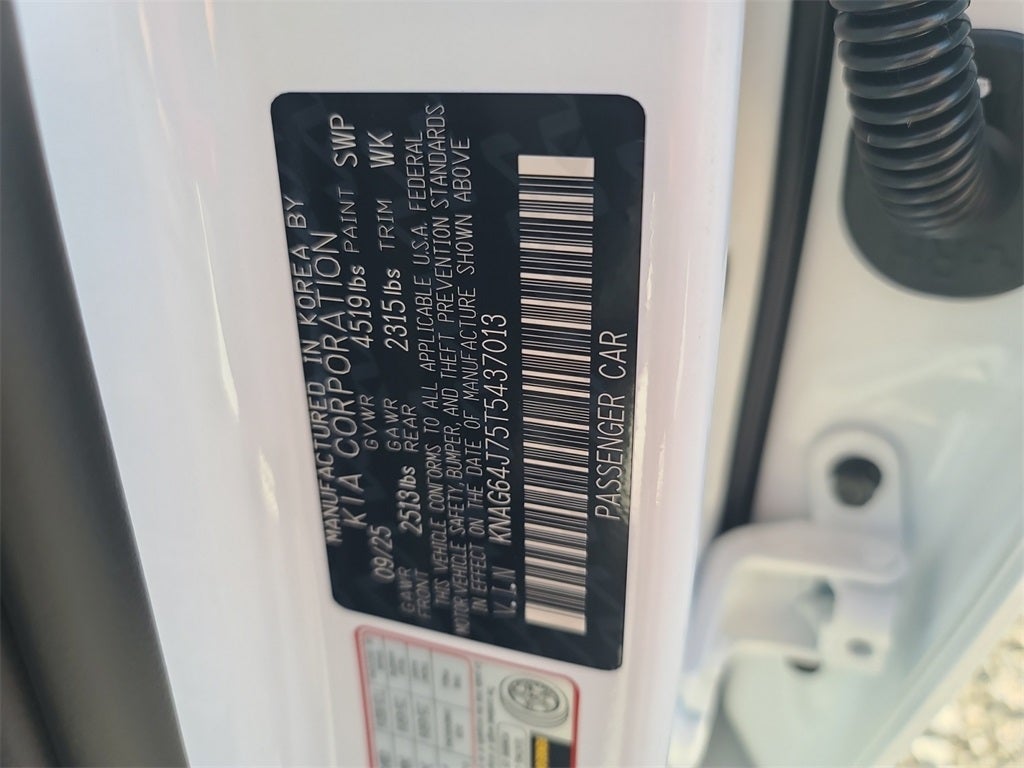 MANUFACTURED IN KOREA BY
KIA CORPORATION
09/25 GVWR 4519lbs PAINT SWP
GAWR FRONT 2513lbs GAWR REAR 2315lbs TRIM WK
THIS VEHICLE CONFORMS TO ALL APPLICABLE U.S.A. FEDERAL
MOTOR VEHICLE SAFETY, BUMPER, AND THEFT PREVENTION STANDARDS
IN EFFECT ON THE DATE OF MANUFACTURE SHOWN ABOVE
V.I.N KNAG64J75T5437013
PASSENGER CAR